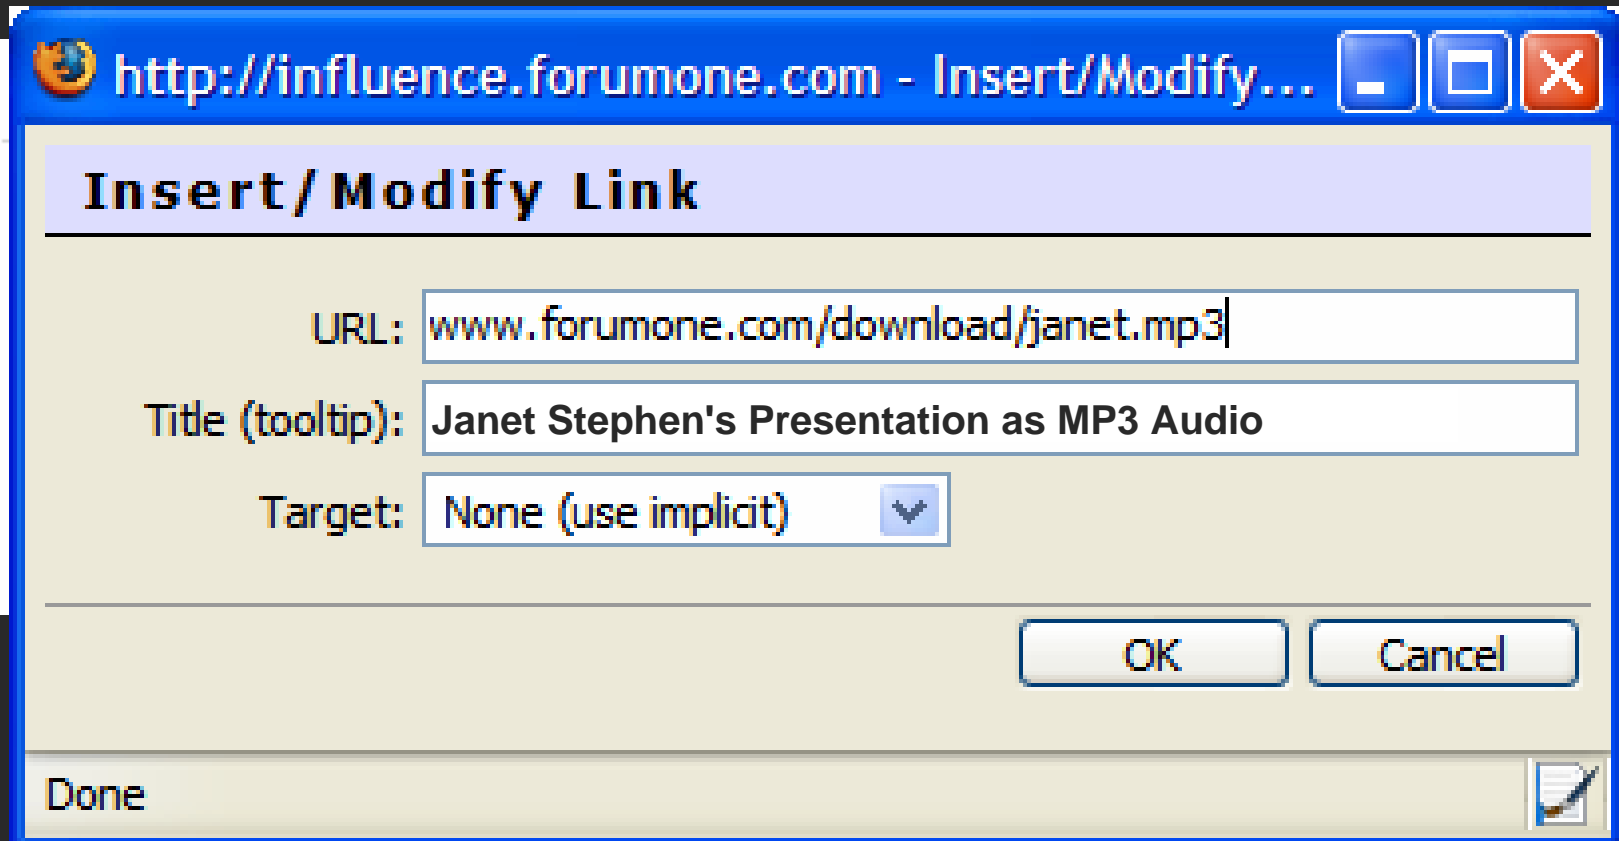 http://influence.forumone.com - Insert/Modify...
Insert/Modify Link
URL: www.forumone.com/download/janet.mp3
Title (tooltip): Janet Stephen's Presentation as MP3 Audio
Target: None (use implicit)
OK Cancel
Done